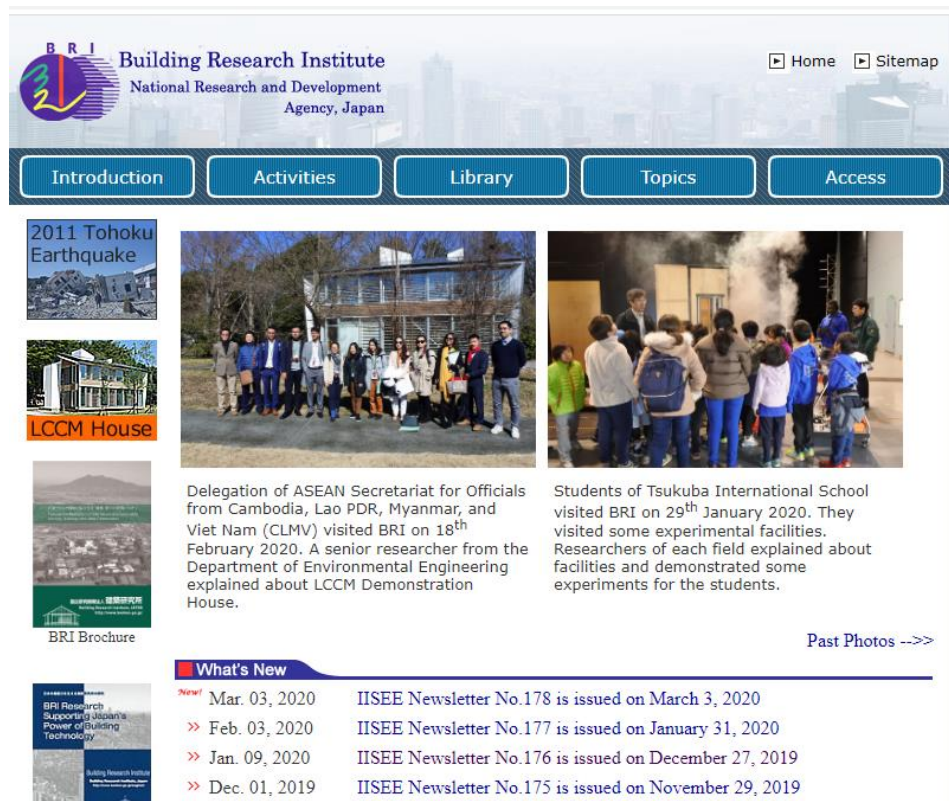 B R I
Building Research Institute
National Research and Development
Agency, Japan
Home
Sitemap
Introduction
Activities
Library
Topics
Access
2011 Tohoku
Earthquake
LCCM House
BRI Brochure
BRI Research
Supporting Japan's
Power of Building
Technology
Building Research Institute
Delegation of ASEAN Secretariat for Officials
from Cambodia, Lao PDR, Myanmar, and
Viet Nam (CLMV) visited BRI on 18th
February 2020. A senior researcher from the
Department of Environmental Engineering
explained about LCCM Demonstration
House.
Students of Tsukuba International School
visited BRI on 29th January 2020. They
visited some experimental facilities.
Researchers of each field explained about
facilities and demonstrated some
experiments for the students.
Past Photos -->>
What's New
New! Mar. 03, 2020 IISEE Newsletter No.178 is issued on March 3, 2020
>> Feb. 03, 2020 IISEE Newsletter No.177 is issued on January 31, 2020
>> Jan. 09, 2020 IISEE Newsletter No.176 is issued on December 27, 2019
>> Dec. 01, 2019 IISEE Newsletter No.175 is issued on November 29, 2019